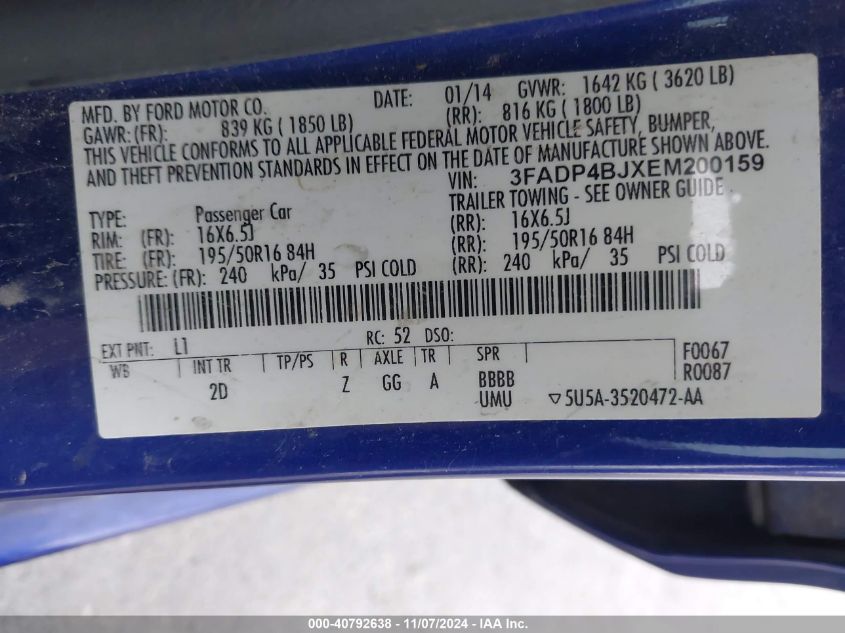 MFD. BY FORD MOTOR CO. DATE: 01/14 GVWR: 1642 KG ( 3620 LB)
GAWR: (FR): 839 KG ( 1850 LB) (RR): 816 KG ( 1800 LB)
THIS VEHICLE CONFORMS TO ALL APPLICABLE FEDERAL MOTOR VEHICLE SAFETY, BUMPER,
AND THEFT PREVENTION STANDARDS IN EFFECT ON THE DATE OF MANUFACTURE SHOWN ABOVE.
VIN: 3FADP4BJXEM200159
TYPE: Passenger Car TRAILER TOWING - SEE OWNER GUIDE
RIM: (FR): 16X6.5J (RR): 16X6.5J
TIRE: (FR): 195/50R16 84H (RR): 195/50R16 84H
PRESSURE: (FR): 240 kPa/ 35 PSI COLD (RR): 240 kPa/ 35 PSI COLD
EXT PNT: L1 RC: 52 DSO:
WB INT TR TP/PS R AXLE TR SPR F0067
2D Z GG A BBBB R0087
UMU ▽5U5A-3520472-AA
000-40792638 - 11/07/2024 - iaai.com